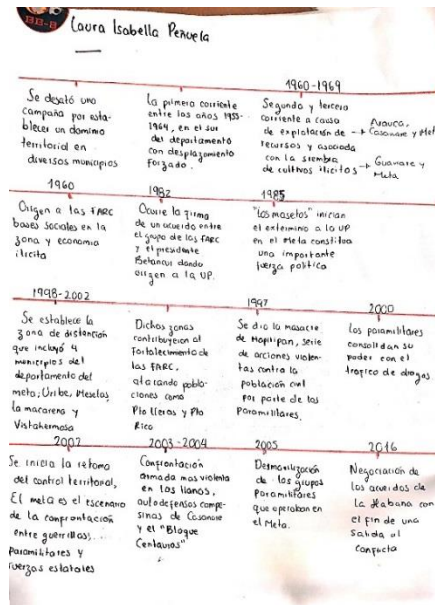 BB-B
Laura Isabella Peñuela
Se desató una
campaña por esta-
blecer un dominio
territorial en
diversos municipios
La primera corriente
entre los años 1955-
1964, en el sur
del departamento
con desplazamiento
forzado.
1960-1969
Segunda y tercera
corriente a causa
de explotación de → Arauca, Casanare y Met
recursos y asociada
con la siembra → Guaviare y Meta
de cultivos ilícitos
1960
Origen a las FARC
bases sociales en la
zona y economía
ilícita
1982
Ocurre la firma
de un acuerdo entre
el grupo de las FARC
y el presidente
Betancur dando
origen a la UP.
1985
"los masetos" inician
el exterminio a la UP
en el Meta constituía
una importante
fuerza política
1998-2002
Se establece la
zona de distención
que incluyó 4
municipios del
departamento del
meta; Uribe, Mesetas,
la macarena y
Vistahermosa
Dichas zonas
contribuyeron al
Fortalecimiento de
las FARC,
atacando pobla-
ciones como
Pto lleras y Pto
Rico
1997
Se dio la masacre
de Mapiripan, serie
de acciones violen-
tas contra la
población civil
por parte de los
Paramilitares.
2000
Los paramilitares
consolidan su
poder con el
trafico de drogas.
2002
Se inicia la retoma
del control territorial,
El meta es el escenario
de la confrontación
entre guerrillas,
paramilitares y
fuerzas estatales
2003-2004
Confrontación
armada mas violenta
en los llanos,
autodefensas campe-
sinas de Casanare
y el "Bloque
Centauros"
2005
Desmovilización
de los grupos
Paramilitares
que operaban en
el Meta.
2016
Negociación de
los acuerdos de
La Habana con
el fin de una
Salida al
conflicto